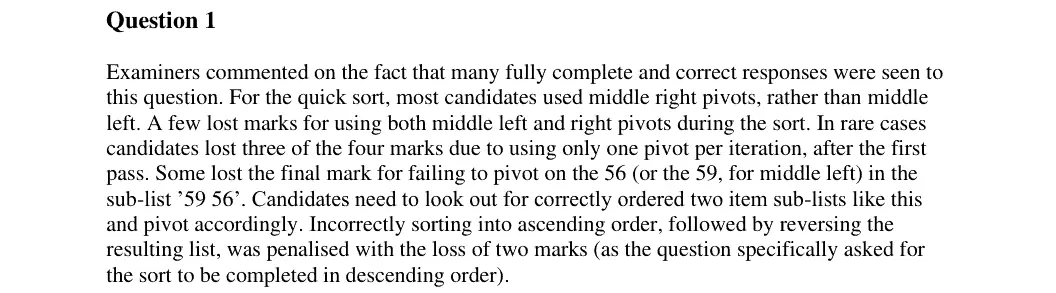 Question 1
Examiners commented on the fact that many fully complete and correct responses were seen to
this question. For the quick sort, most candidates used middle right pivots, rather than middle
left. A few lost marks for using both middle left and right pivots during the sort. In rare cases
candidates lost three of the four marks due to using only one pivot per iteration, after the first
pass. Some lost the final mark for failing to pivot on the 56 (or the 59, for middle left) in the
sub-list ’59 56’. Candidates need to look out for correctly ordered two item sub-lists like this
and pivot accordingly. Incorrectly sorting into ascending order, followed by reversing the
resulting list, was penalised with the loss of two marks (as the question specifically asked for
the sort to be completed in descending order).